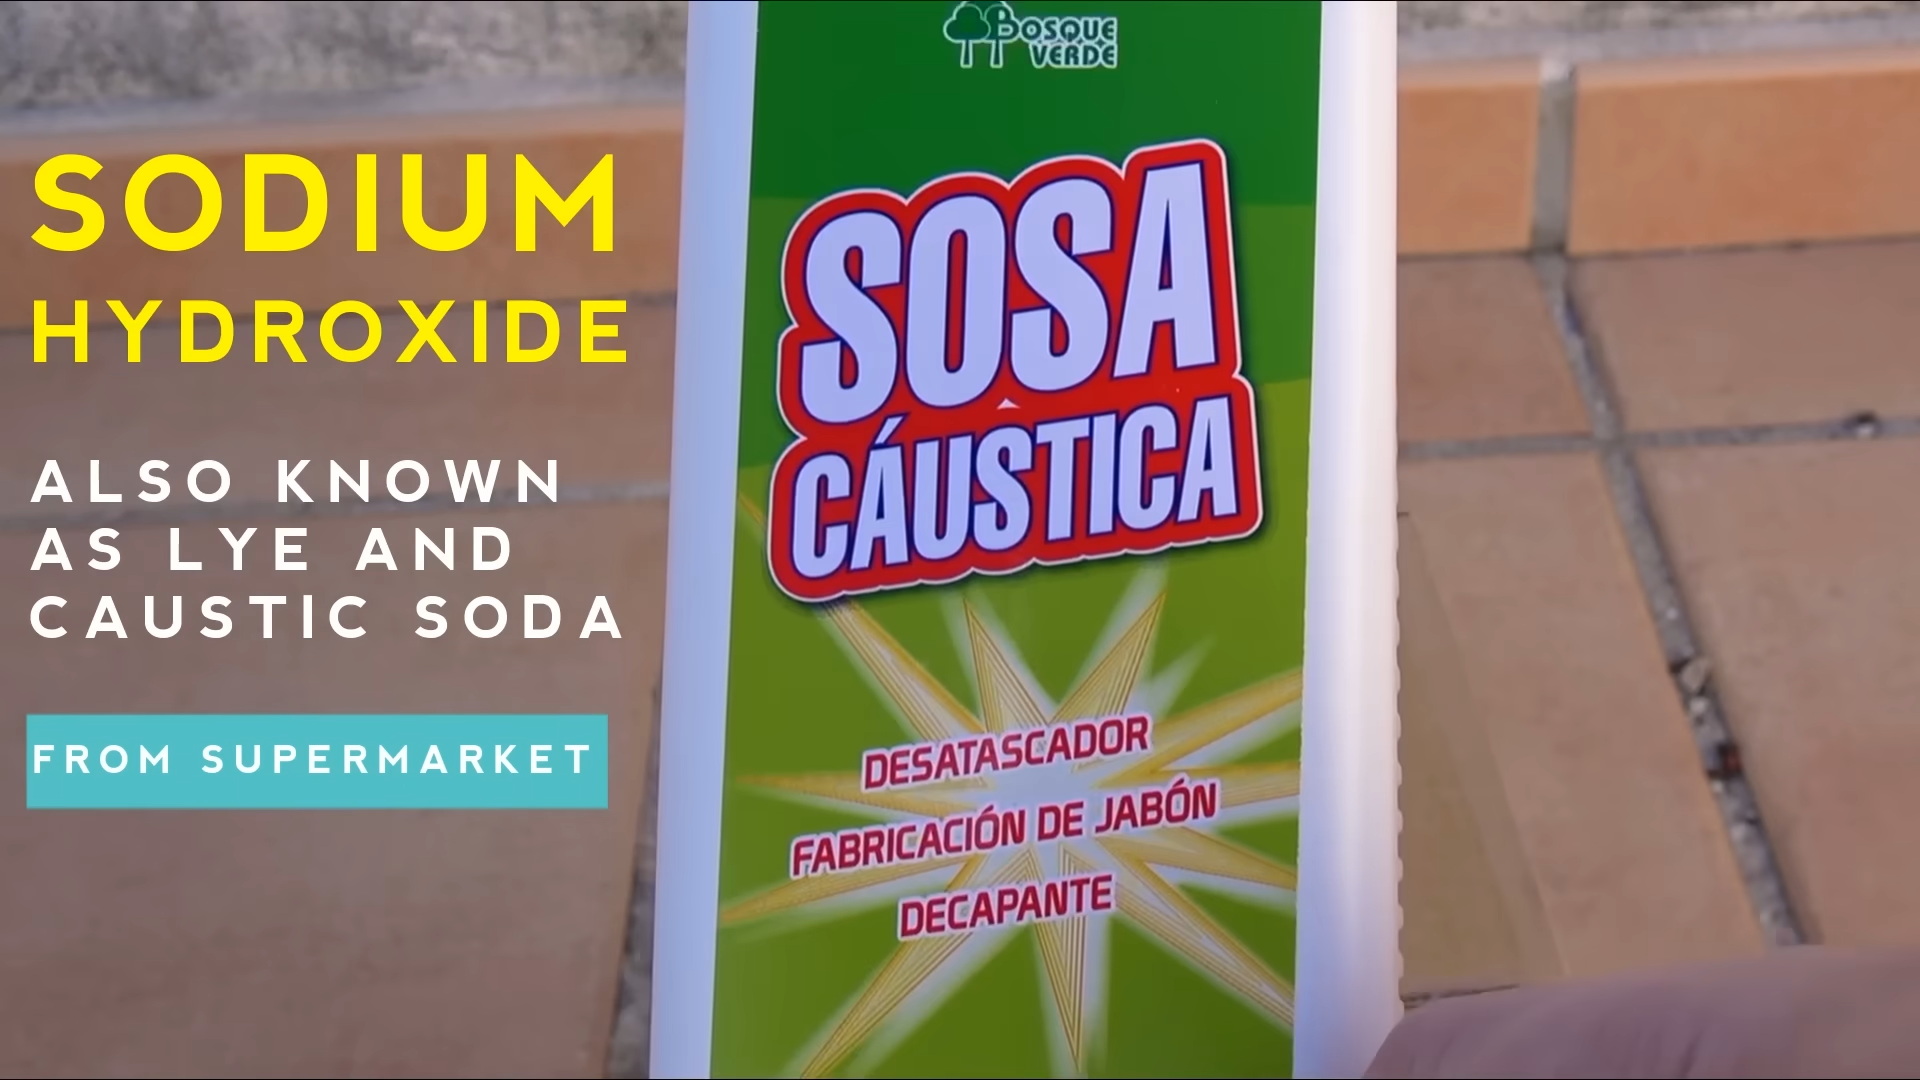 SODIUM
HYDROXIDE
ALSO KNOWN
AS LYE AND
CAUSTIC SODA
FROM SUPERMARKET
BOSQUE
VERDE
SOSA
CÁUSTICA
DESATASCADOR
FABRICACIÓN DE JABÓN
DECAPANTE